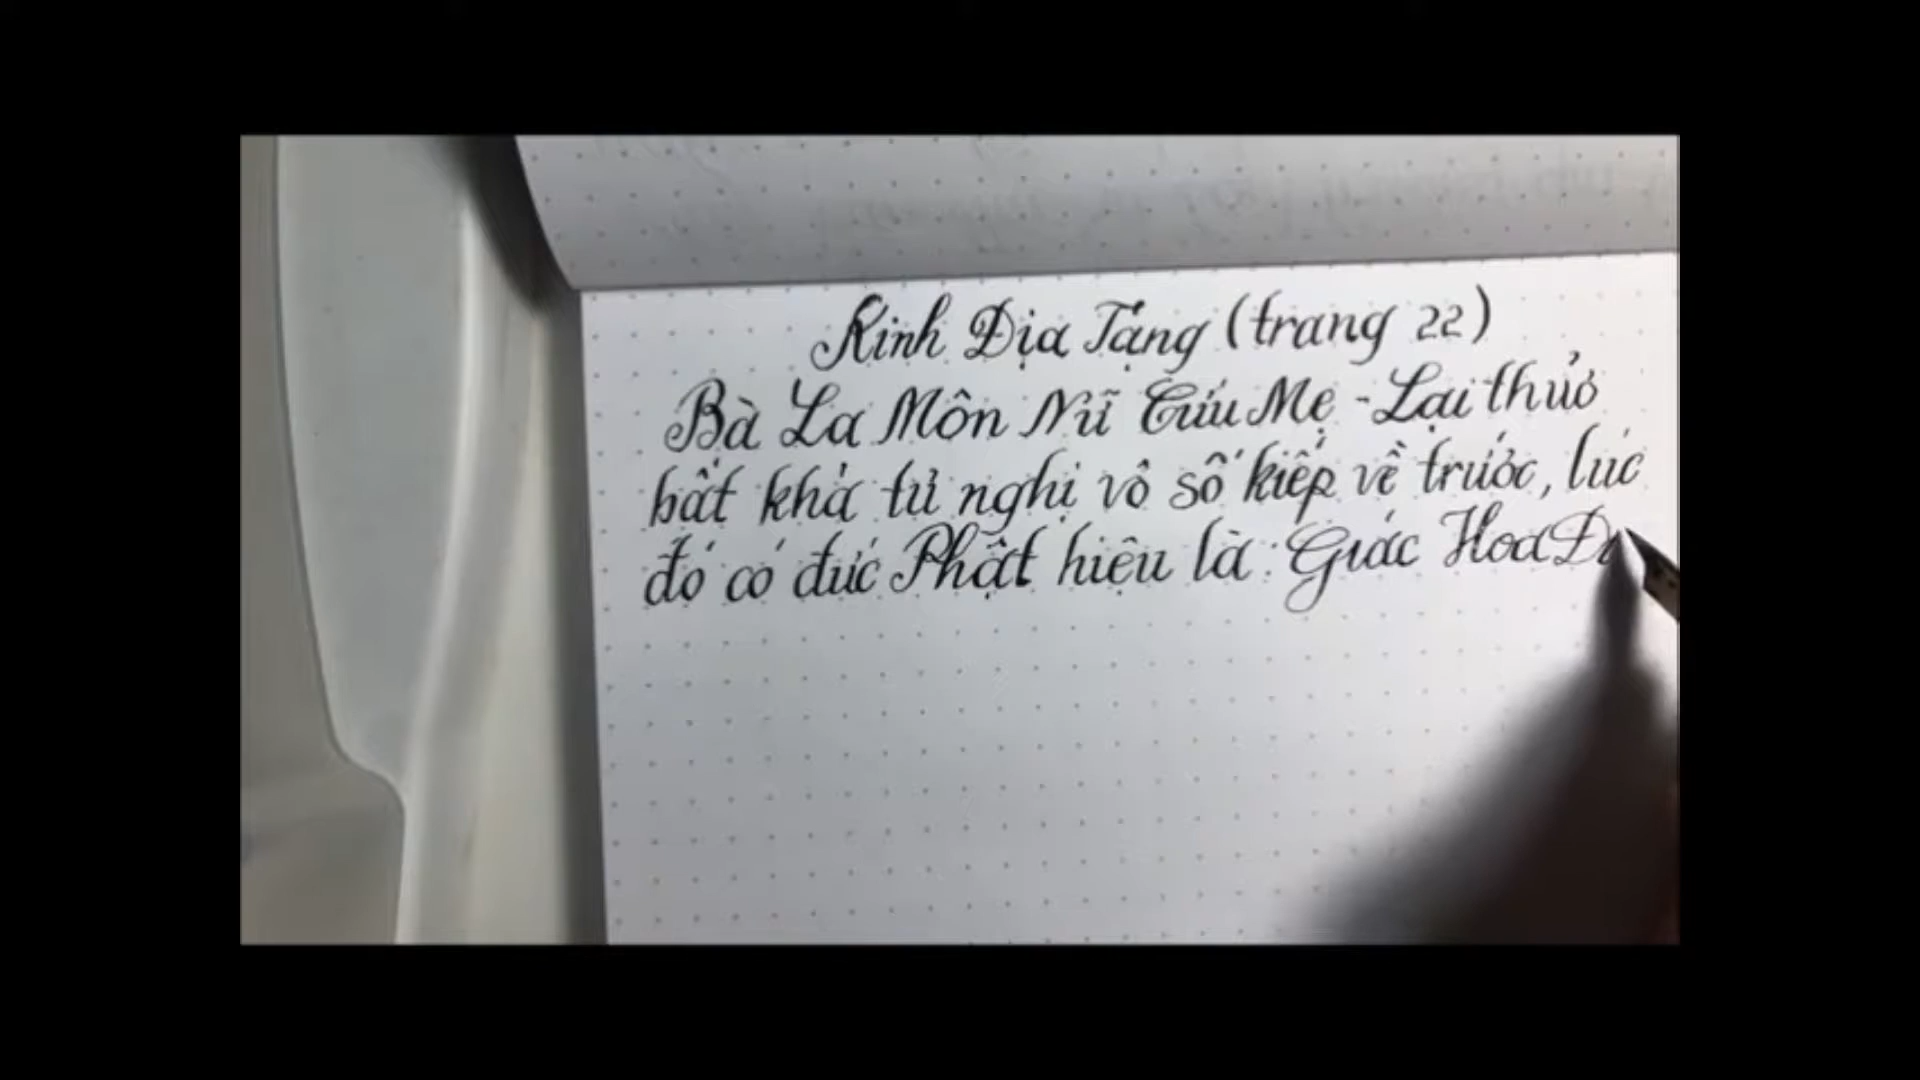 Kinh Địa Tạng (trang 22)
Bà La Môn Nữ Cứu Mẹ - Lại thuở
bất khả tư nghị vô số kiếp về trước, lúc
đó có đức Phật hiệu là: Giác Hoa